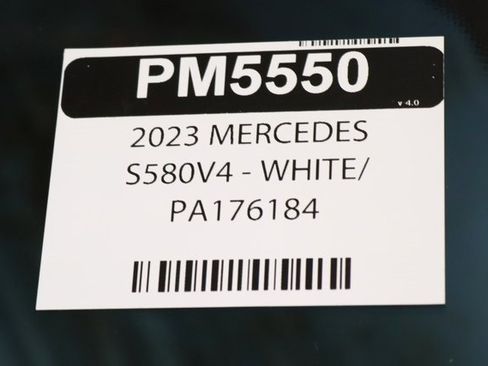 PM5550
v 4.0
2023 MERCEDES
S580V4 - WHITE/
PA176184